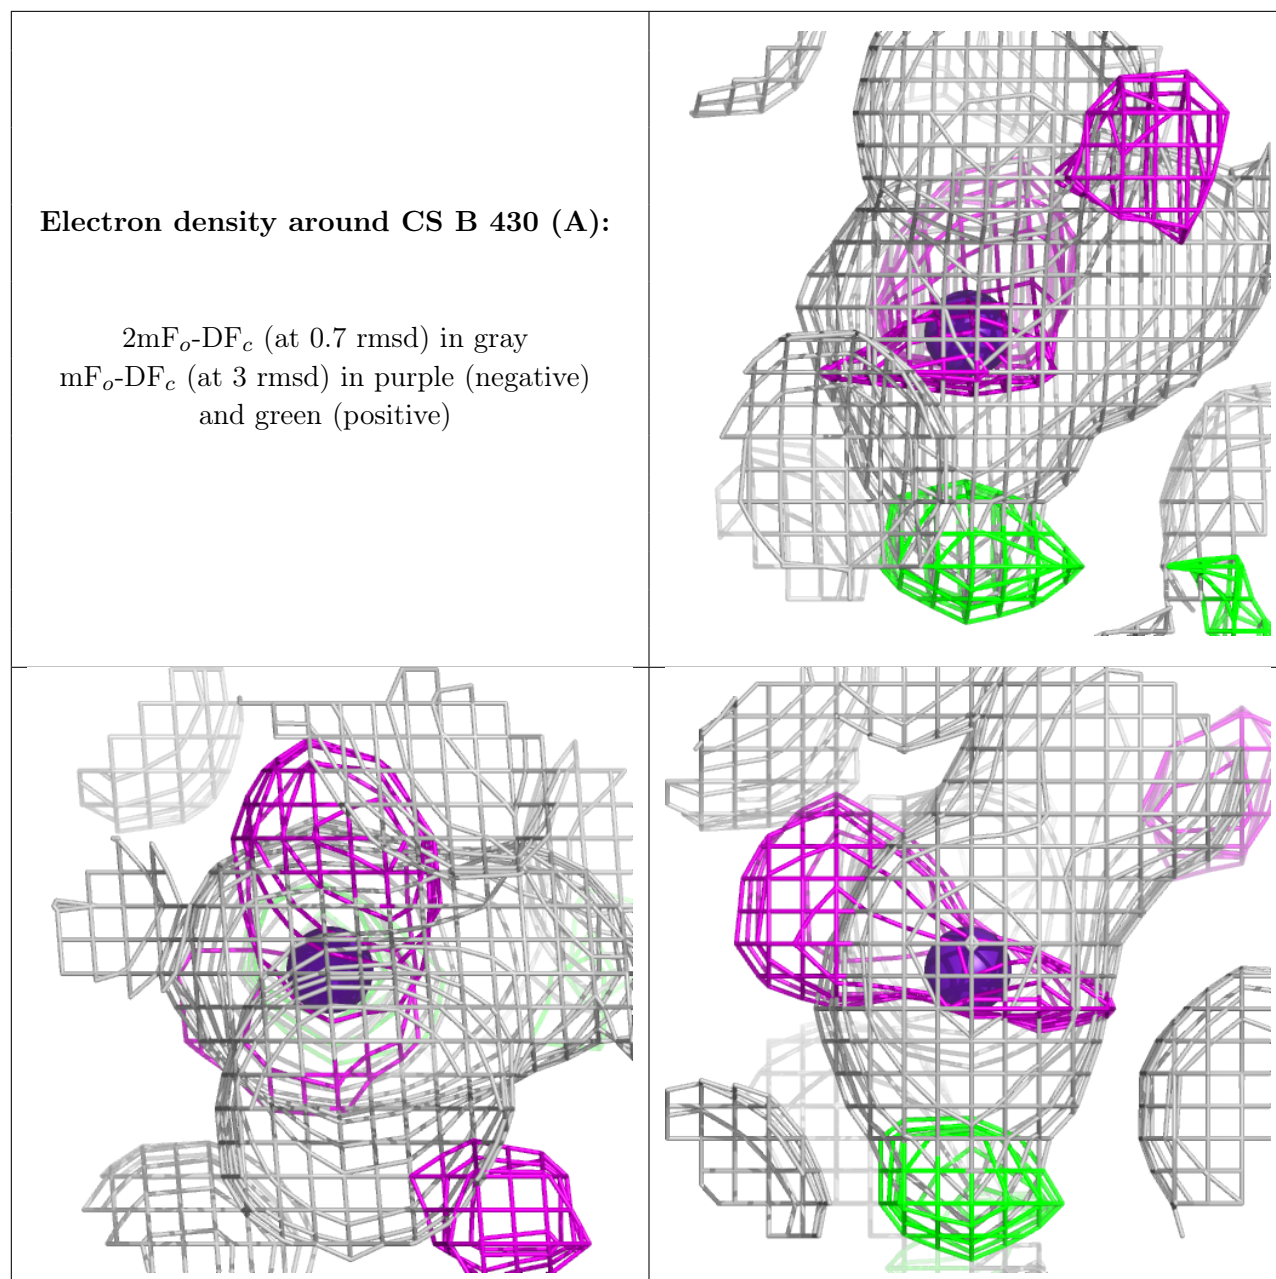 Electron density around CS B 430 (A):
2mFo-DFc (at 0.7 rmsd) in gray
mFo-DFc (at 3 rmsd) in purple (negative)
and green (positive)